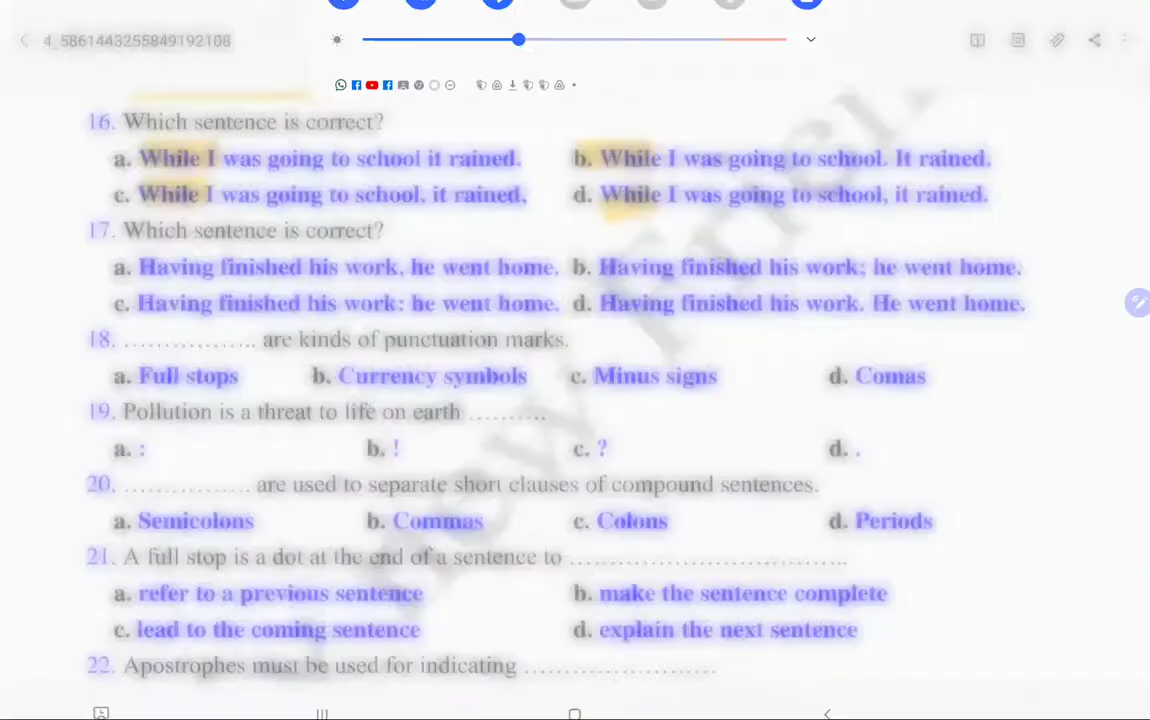 4_5861443255849192108
16. Which sentence is correct?
a. While I was going to school it rained. b. While I was going to school. It rained.
c. While I was going to school, it rained, d. While I was going to school, it rained.
17. Which sentence is correct?
a. Having finished his work, he went home. b. Having finished his work; he went home.
c. Having finished his work: he went home. d. Having finished his work. He went home.
18. ................ are kinds of punctuation marks.
a. Full stops b. Currency symbols c. Minus signs d. Comas
19. Pollution is a threat to life on earth ..........
a. : b. ! c. ? d. .
20. ................ are used to separate short clauses of compound sentences.
a. Semicolons b. Commas c. Colons d. Periods
21. A full stop is a dot at the end of a sentence to ..................................
a. refer to a previous sentence b. make the sentence complete
c. lead to the coming sentence d. explain the next sentence
22. Apostrophes must be used for indicating ........................